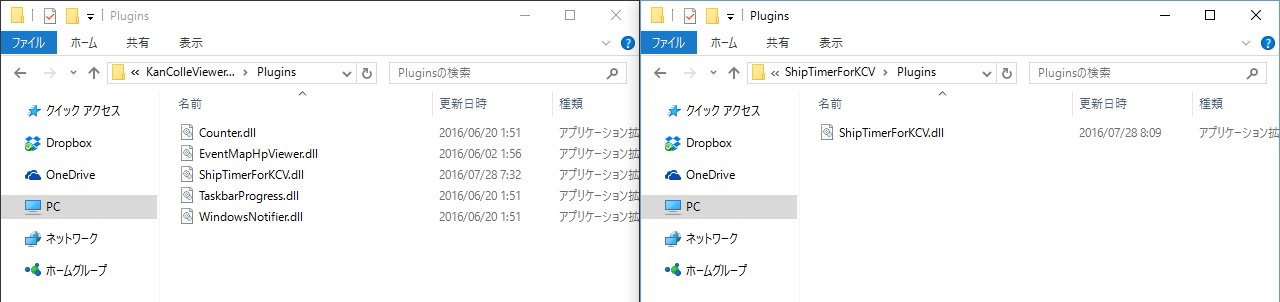 Plugins
ファイル ホーム 共有 表示
« KanColleViewer... > Plugins Pluginsの検索
名前 更新日時 種類
クイック アクセス
Dropbox
OneDrive
PC
ネットワーク
ホームグループ
Counter.dll 2016/06/20 1:51 アプリケーション拡
EventMapHpViewer.dll 2016/06/02 1:56 アプリケーション拡
ShipTimerForKCV.dll 2016/07/28 7:32 アプリケーション拡
TaskbarProgress.dll 2016/06/20 1:51 アプリケーション拡
WindowsNotifier.dll 2016/06/20 1:51 アプリケーション拡
Plugins
ファイル ホーム 共有 表示
« ShipTimerForKCV > Plugins Pluginsの検索
名前 更新日時 種類
クイック アクセス
Dropbox
OneDrive
PC
ネットワーク
ホームグループ
ShipTimerForKCV.dll 2016/07/28 8:09 アプリケーション拡